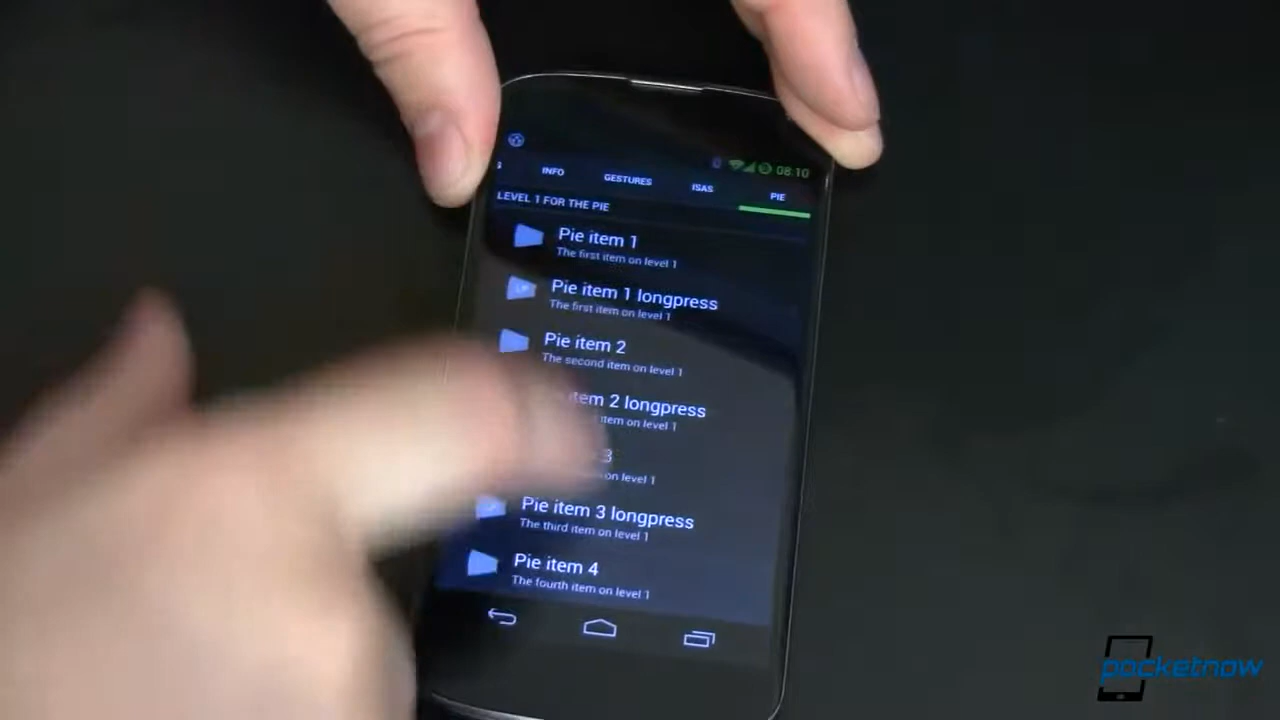 08:10
INFO GESTURES ISAS PIE
LEVEL 1 FOR THE PIE
Pie item 1
The first item on level 1
Pie item 1 longpress
The first item on level 1
Pie item 2
The second item on level 1
item 2 longpress
item on level 1
3
on level 1
Pie item 3 longpress
The third item on level 1
Pie item 4
The fourth item on level 1
pocketnow